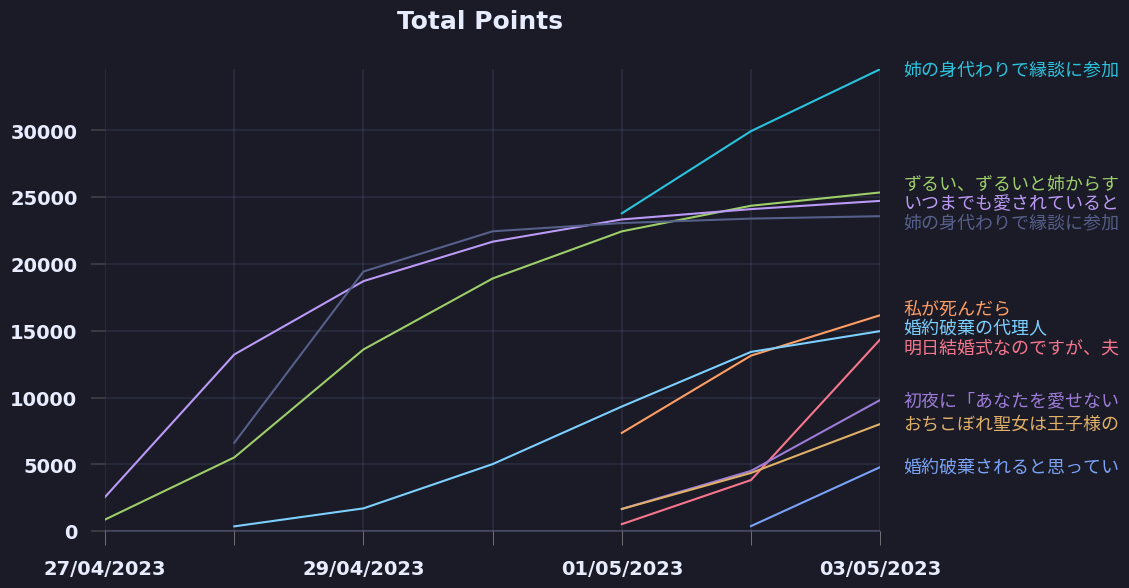 Total Points
姉の身代わりで縁談に参加
30000
ずるい、ずるいと姉からす
25000
いつまでも愛されていると
姉の身代わりで縁談に参加
20000
私が死んだら
15000
婚約破棄の代理人
明日結婚式なのですが、夫
10000
初夜に「あなたを愛せない
おちこぼれ聖女は王子様の
5000
婚約破棄されると思ってい
0
27/04/2023
29/04/2023
01/05/2023
03/05/2023